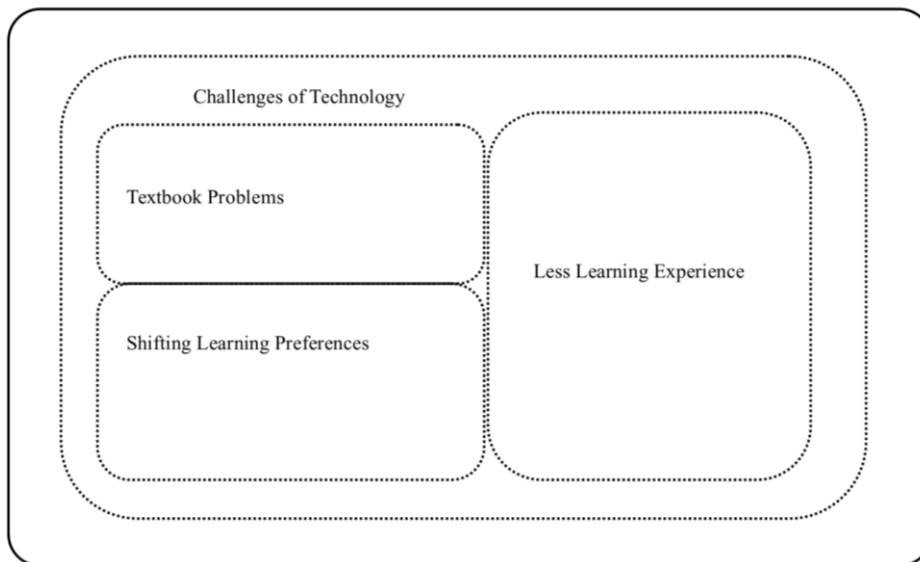 Challenges of Technology
Textbook Problems
Less Learning Experience
Shifting Learning Preferences